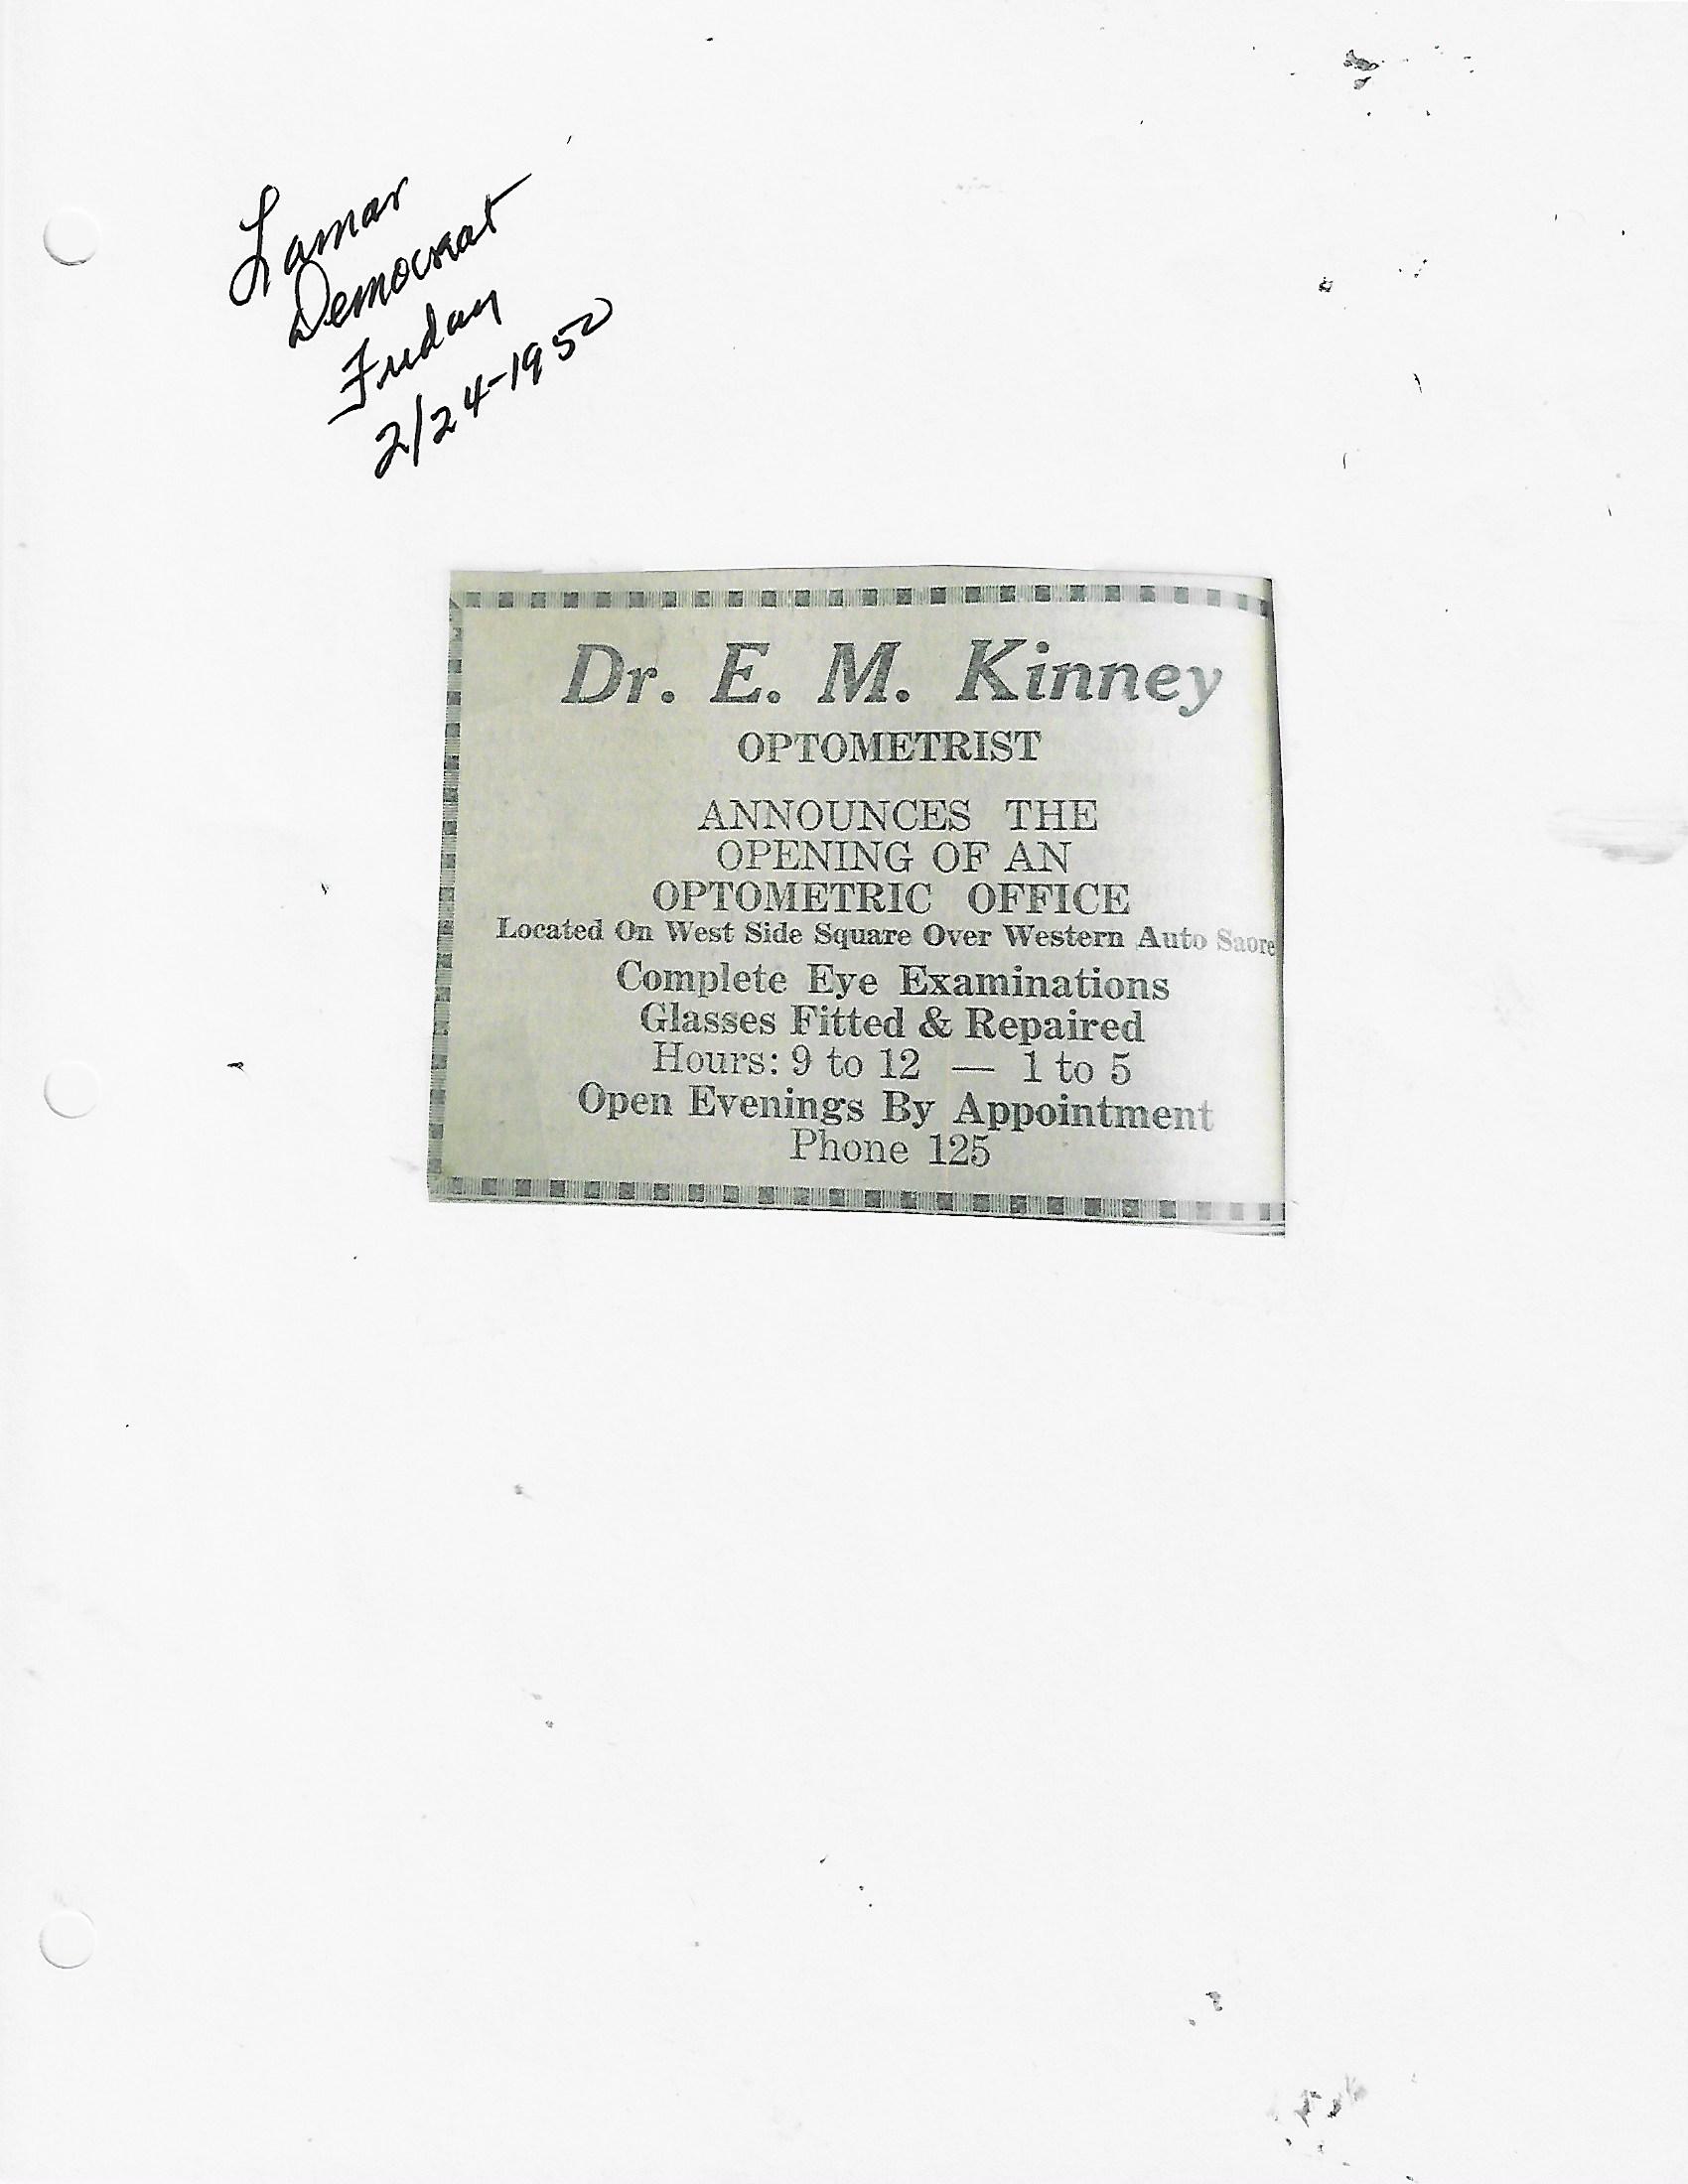 Lamar
Democrat
Friday
2/24-1950
Dr. E. M. Kinney
OPTOMETRIST
ANNOUNCES THE
OPENING OF AN
OPTOMETRIC OFFICE
Located On West Side Square Over Western Auto Saore
Complete Eye Examinations
Glasses Fitted & Repaired
Hours: 9 to 12 — 1 to 5
Open Evenings By Appointment
Phone 125